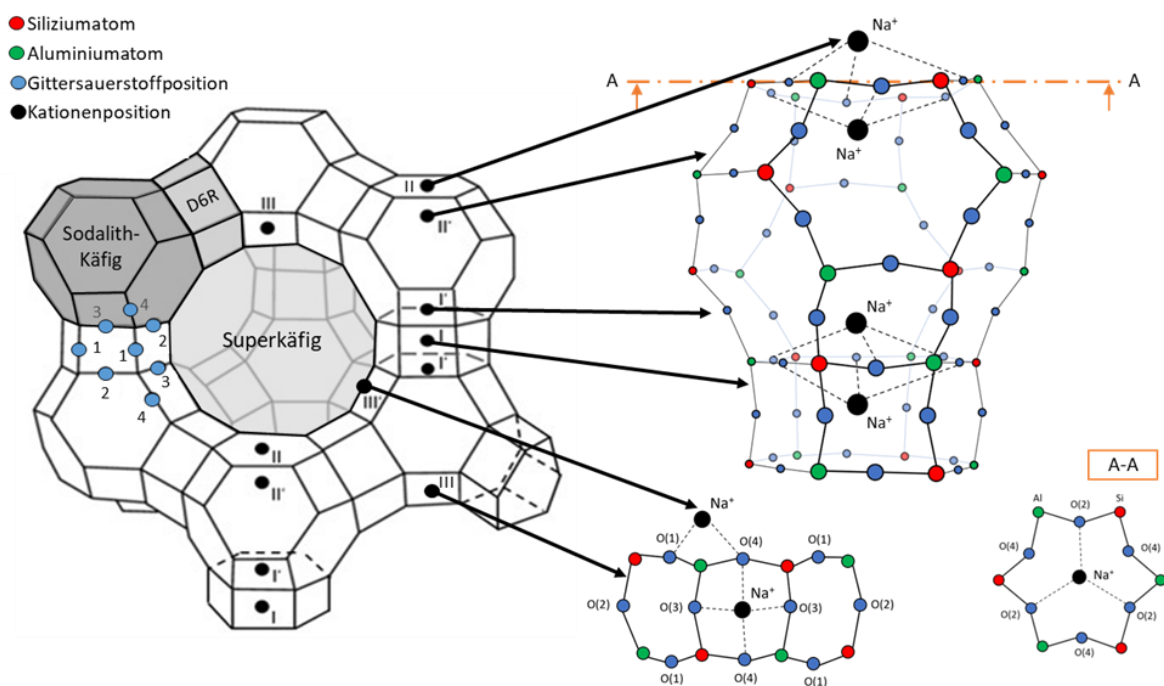 Siliziumatom
Aluminiumatom
Gittersauerstoffposition
Kationenposition
D6R
Sodalith-
Käfig
Superkäfig
III
II
II'
I'
I
I'
III'
III
II
II'
I'
I
3
4
2
1
1
2
3
4
Na⁺
A
A
Na⁺
Na⁺
Na⁺
A-A
Na⁺
O(1)
O(4)
O(1)
O(2)
O(3)
Na⁺
O(3)
O(2)
O(1)
O(4)
O(1)
Al
Si
O(2)
O(4)
O(4)
Na⁺
O(2)
O(2)
O(4)